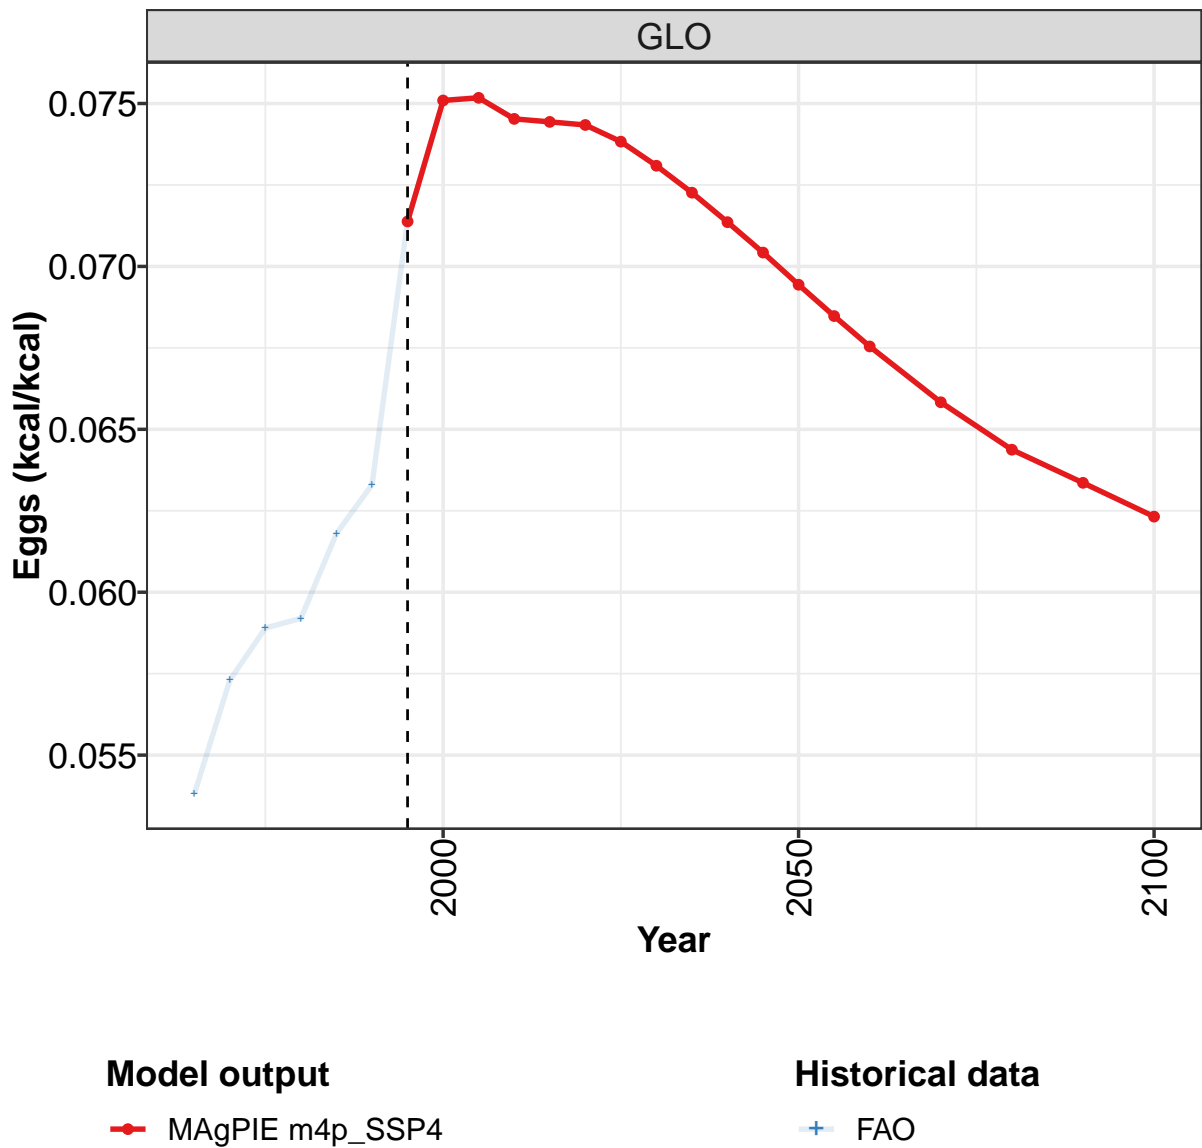 GLO
0.075
0.070
0.065
0.060
0.055
Eggs (kcal/kcal)
2000
2050
2100
Year
Model output
Historical data
MAgPIE m4p_SSP4
FAO